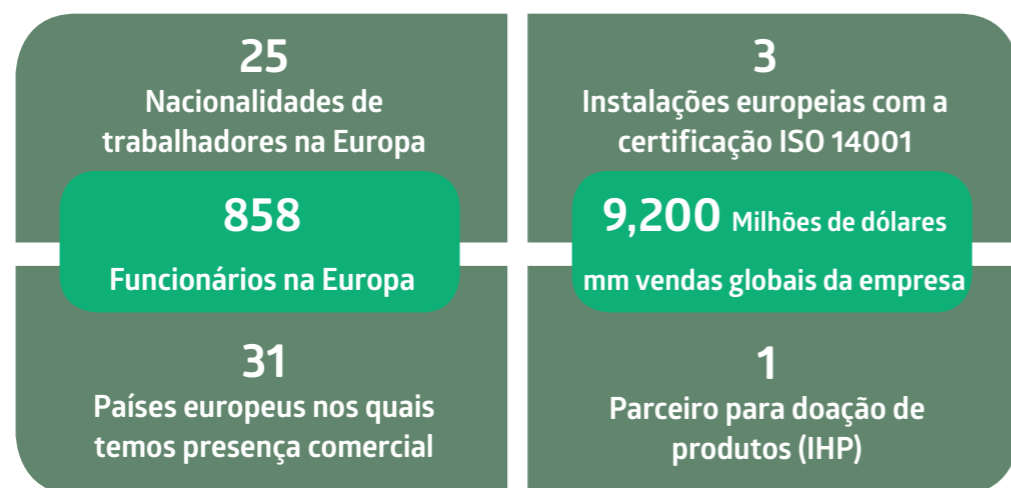 25
Nacionalidades de
trabalhadores na Europa
858
Funcionários na Europa
31
Países europeus nos quais
temos presença comercial
3
Instalações europeias com a
certificação ISO 14001
9,200 Milhões de dólares
mm vendas globais da empresa
1
Parceiro para doação de
produtos (IHP)